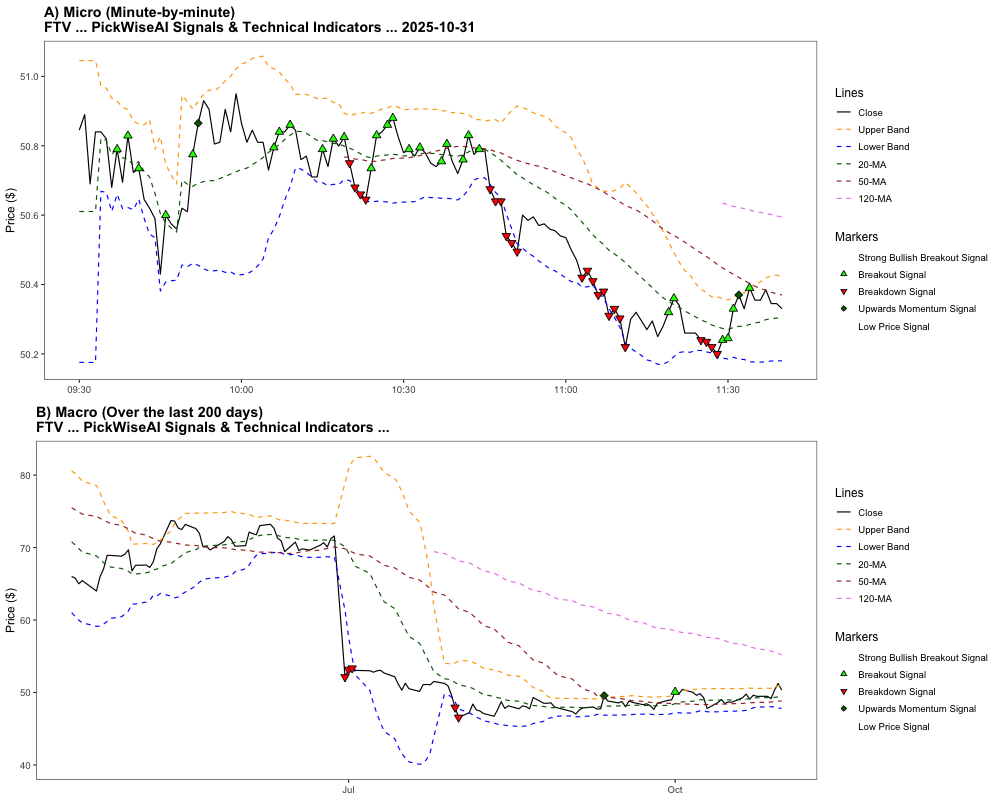 A) Micro (Minute-by-minute)
FTV ... PickWiseAI Signals & Technical Indicators ... 2025-10-31
Price ($)
51.0
50.8
50.6
50.4
50.2
09:30
10:00
10:30
11:00
11:30
Lines
Close
Upper Band
Lower Band
20-MA
50-MA
120-MA
Markers
Strong Bullish Breakout Signal
Breakout Signal
Breakdown Signal
Upwards Momentum Signal
Low Price Signal
B) Macro (Over the last 200 days)
FTV ... PickWiseAI Signals & Technical Indicators ...
Price ($)
80
70
60
50
40
Jul
Oct
Lines
Close
Upper Band
Lower Band
20-MA
50-MA
120-MA
Markers
Strong Bullish Breakout Signal
Breakout Signal
Breakdown Signal
Upwards Momentum Signal
Low Price Signal